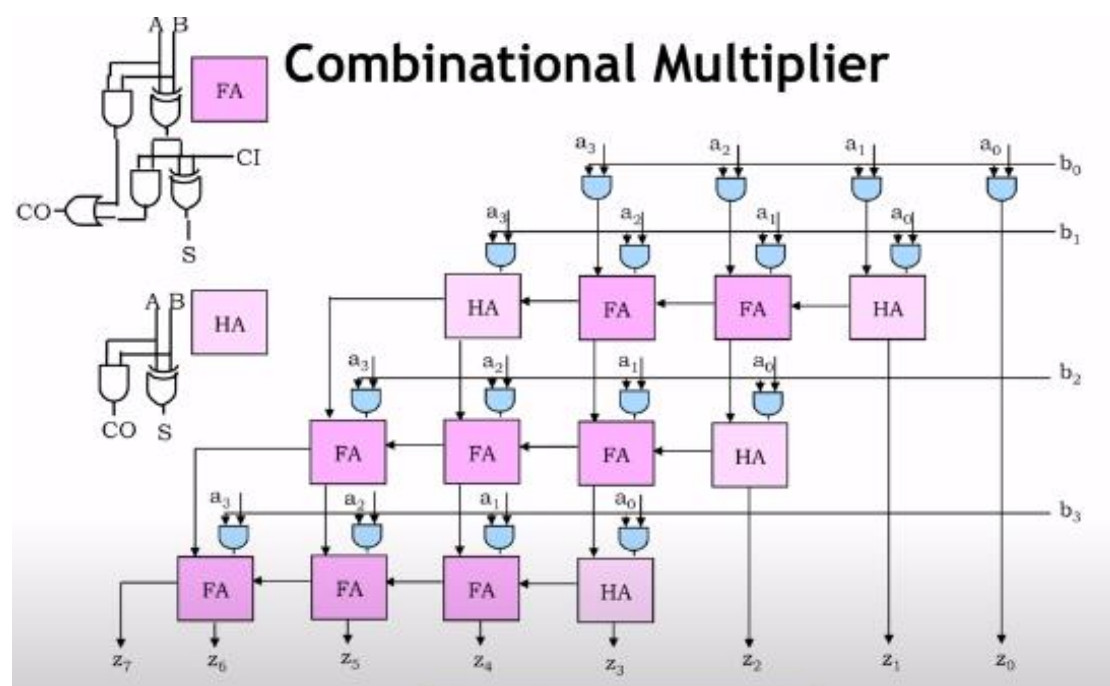 Combinational Multiplier
A B
FA
CI
CO
S
A B
HA
CO S
a₃ a₂ a₁ a₀ b₀
a₃ a₂ a₁ a₀ b₁
HA FA FA HA
a₃ a₂ a₁ a₀ b₂
FA FA FA HA
a₃ a₂ a₁ a₀ b₃
FA FA FA HA
z₇ z₆ z₅ z₄ z₃ z₂ z₁ z₀